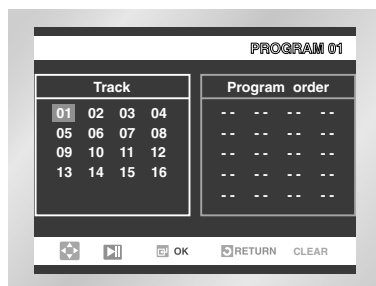 PROGRAM 01
Track
Program order
01 02 03 04
05 06 07 08
09 10 11 12
13 14 15 16
-- -- -- --
-- -- -- --
-- -- -- --
-- -- -- --
-- -- -- --
OK RETURN CLEAR